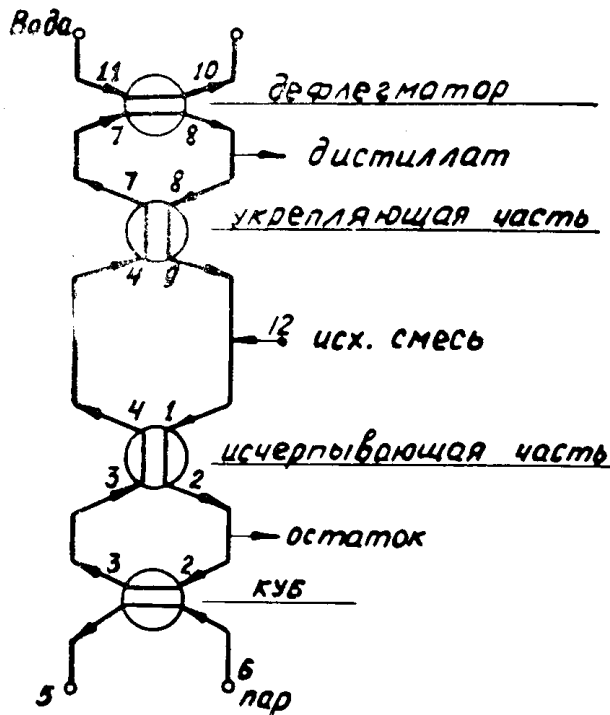 Вода
11 10
дефлегматор
7 8
дистиллат
7 8
укрепляющая часть
4 9
12
исх. смесь
4 1
исчерпывающая часть
3 2
остаток
3 2
куб
5
6
пар